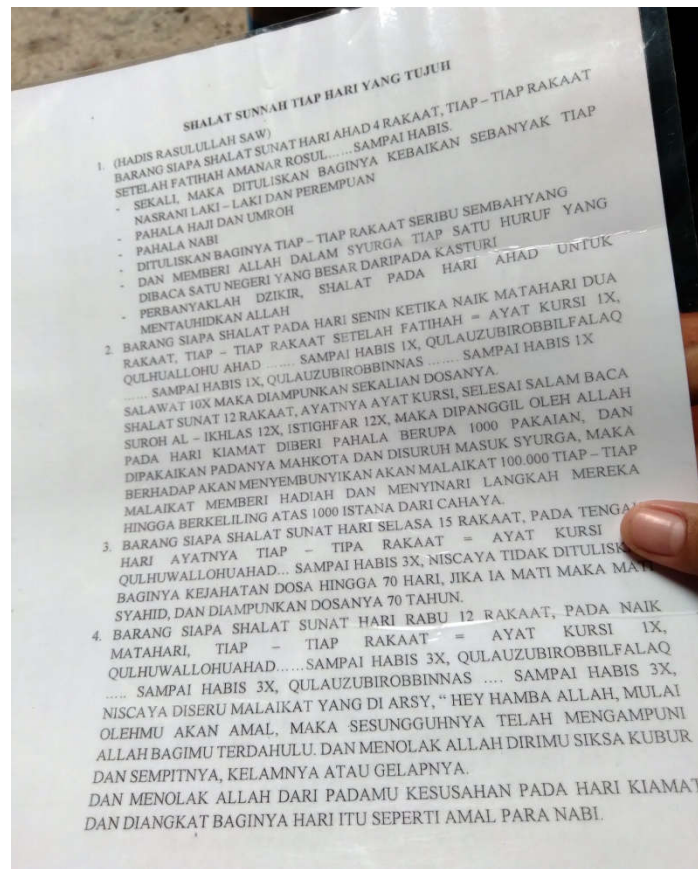 SHALAT SUNNAH TIAP HARI YANG TUJUH
1. (HADIS RASULULLAH SAW)
BARANG SIAPA SHALAT SUNAT HARI AHAD 4 RAKAAT, TIAP – TIAP RAKAAT
SETELAH FATIHAH AMANAR ROSUL...... SAMPAI HABIS.
- SEKALI, MAKA DITULISKAN BAGINYA KEBAIKAN SEBANYAK TIAP
NASRANI LAKI – LAKI DAN PEREMPUAN
- PAHALA HAJI DAN UMROH
- PAHALA NABI
- DITULISKAN BAGINYA TIAP – TIAP RAKAAT SERIBU SEMBAHYANG
- DAN MEMBERI ALLAH DALAM SYURGA TIAP SATU HURUF YANG
DIBACA SATU NEGERI YANG BESAR DARIPADA KASTURI
- PERBANYAKLAH DZIKIR, SHALAT PADA HARI AHAD UNTUK
MENTAUHIDKAN ALLAH
2. BARANG SIAPA SHALAT PADA HARI SENIN KETIKA NAIK MATAHARI DUA
RAKAAT, TIAP – TIAP RAKAAT SETELAH FATIHAH = AYAT KURSI 1X,
QULHUALLOHU AHAD ....... SAMPAI HABIS 1X, QULAUZUBIROBBILFALAQ
...... SAMPAI HABIS 1X, QULAUZUBIROBBINNAS ....... SAMPAI HABIS 1X
SALAWAT 10X MAKA DIAMPUNKAN SEKALIAN DOSANYA.
SHALAT SUNAT 12 RAKAAT, AYATNYA AYAT KURSI, SELESAI SALAM BACA
SUROH AL – IKHLAS 12X, ISTIGHFAR 12X, MAKA DIPANGGIL OLEH ALLAH
PADA HARI KIAMAT DIBERI PAHALA BERUPA 1000 PAKAIAN, DAN
DIPAKAIKAN PADANYA MAHKOTA DAN DISURUH MASUK SYURGA, MAKA
BERHADAP AKAN MENYEMBUNYIKAN AKAN MALAIKAT 100.000 TIAP – TIAP
MALAIKAT MEMBERI HADIAH DAN MENYINARI LANGKAH MEREKA
HINGGA BERKELILING ATAS 1000 ISTANA DARI CAHAYA.
3. BARANG SIAPA SHALAT SUNAT HARI SELASA 15 RAKAAT, PADA
HARI AYATNYA TIAP – TIPA RAKAAT = AYAT KURSI
QULHUWALLOHUAHAD... SAMPAI HABIS 3X, NISCAYA TIDAK
BAGINYA KEJAHATAN DOSA HINGGA 70 HARI, JIKA IA MATI MAKA
SYAHID, DAN DIAMPUNKAN DOSANYA 70 TAHUN.
4. BARANG SIAPA SHALAT SUNAT HARI RABU 12 RAKAAT, PADA NAIK
MATAHARI, TIAP – TIAP RAKAAT = AYAT KURSI 1X,
QULHUWALLOHUAHAD......SAMPAI HABIS 3X, QULAUZUBIROBBILFALAQ
..... SAMPAI HABIS 3X, QULAUZUBIROBBINNAS .... SAMPAI HABIS 3X,
NISCAYA DISERU MALAIKAT YANG DI ARSY, “ HEY HAMBA ALLAH, MULAI
OLEHMU AKAN AMAL, MAKA SESUNGGUHNYA TELAH MENGAMPUNI
ALLAH BAGIMU TERDAHULU. DAN MENOLAK ALLAH DIRIMU SIKSA KUBUR
DAN SEMPITNYA, KELAMNYA ATAU GELAPNYA.
DAN MENOLAK ALLAH DARI PADAMU KESUSAHAN PADA HARI KIAMAT
DAN DIANGKAT BAGINYA HARI ITU SEPERTI AMAL PARA NABI.